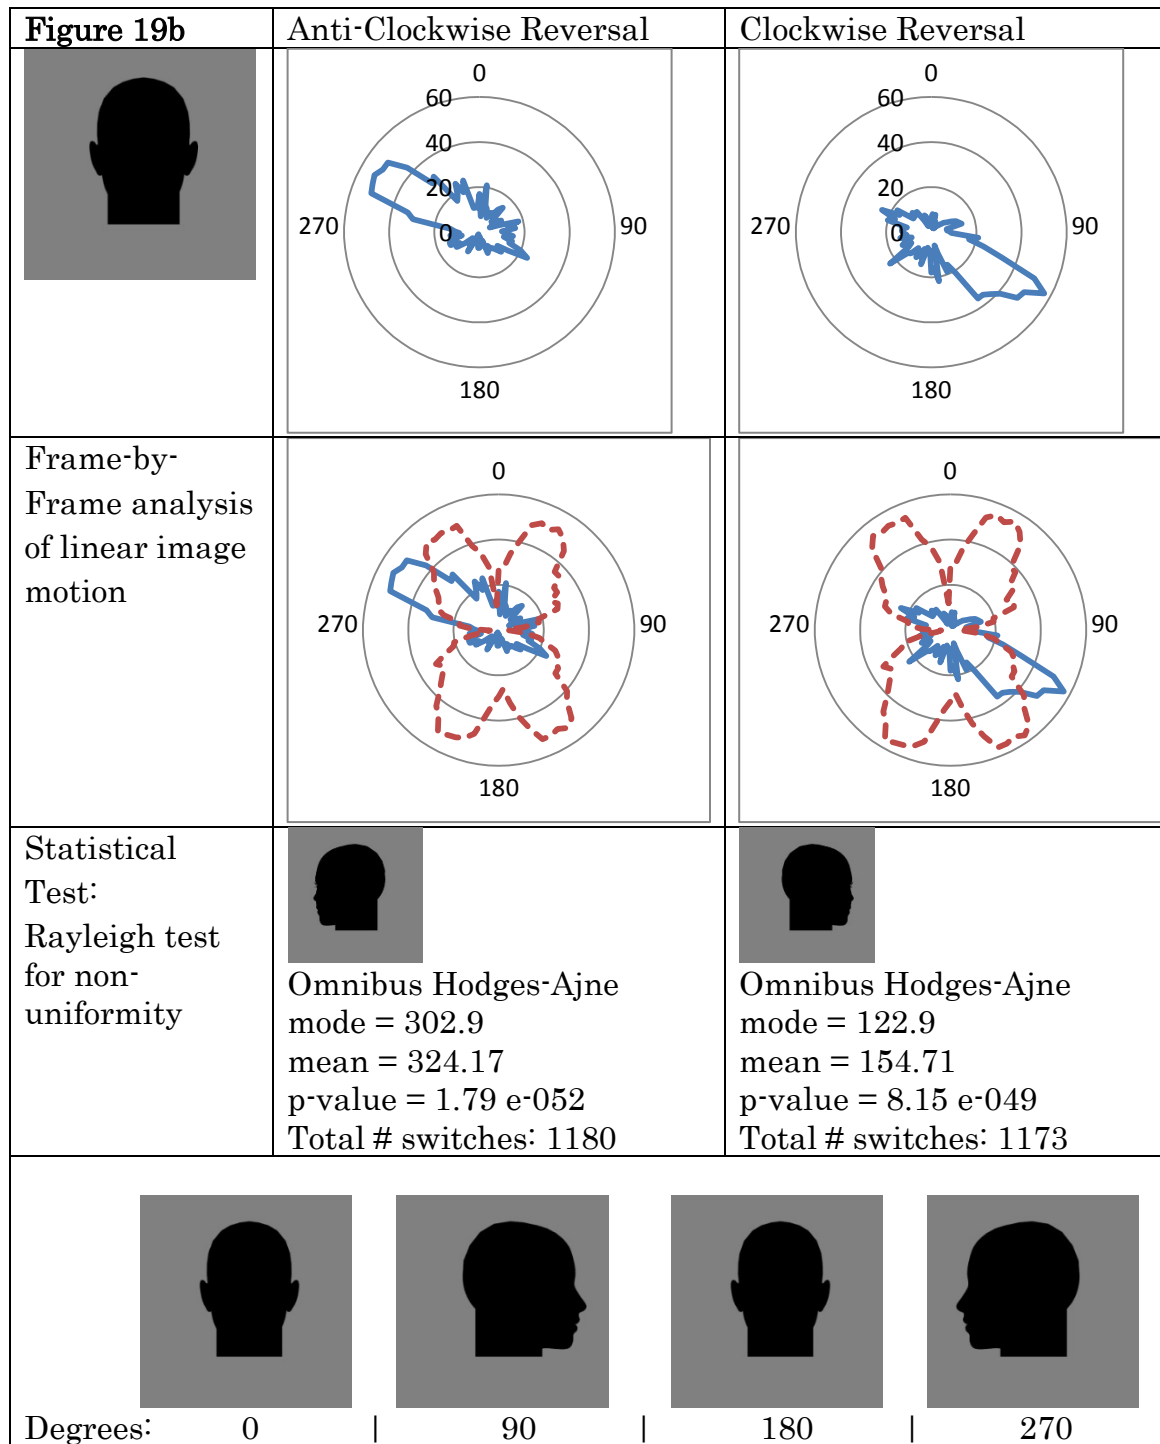 Figure 19b
Anti-Clockwise Reversal
Clockwise Reversal
0
60
40
20
0
270
90
180
0
60
40
20
0
270
90
180
Frame-by-
Frame analysis
of linear image
motion
0
270
90
180
0
270
90
180
Statistical
Test:
Rayleigh test
for non-
uniformity
Omnibus Hodges-Ajne
mode = 302.9
mean = 324.17
p-value = 1.79 e-052
Total # switches: 1180
Omnibus Hodges-Ajne
mode = 122.9
mean = 154.71
p-value = 8.15 e-049
Total # switches: 1173
Degrees: 0 | 90 | 180 | 270